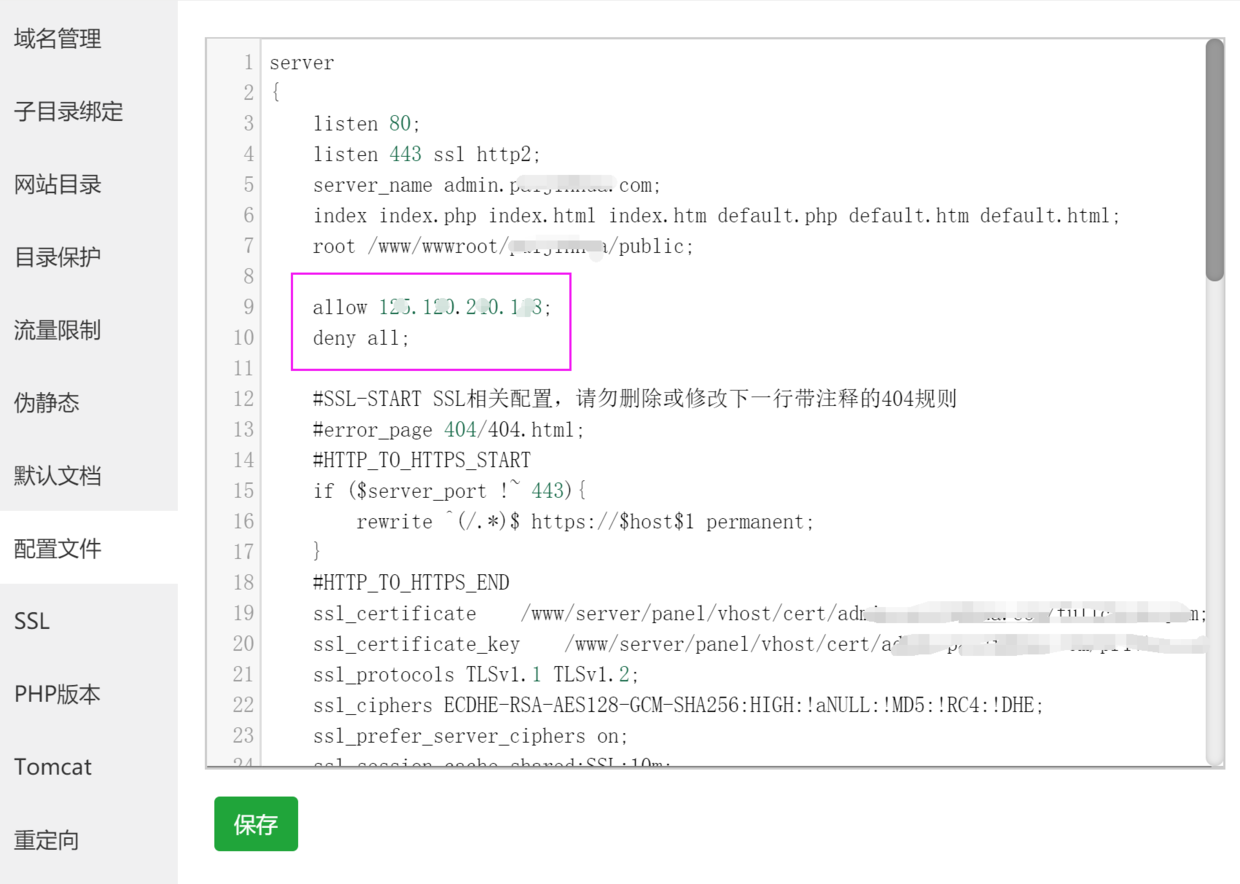 域名管理
子目录绑定
网站目录
目录保护
流量限制
伪静态
默认文档
配置文件
SSL
PHP版本
Tomcat
重定向
1 server
2 {
3 listen 80;
4 listen 443 ssl http2;
5 server_name admin. .com;
6 index index.php index.html index.htm default.php default.htm default.html;
7 root /www/wwwroot/ /public;
8
9 allow
10 deny all;
11
12 #SSL-START SSL相关配置，请勿删除或修改下一行带注释的404规则
13 #error_page 404/404.html;
14 #HTTP_TO_HTTPS_START
15 if ($server_port !~ 443){
16 rewrite ^(/.*)$ https://$host$1 permanent;
17 }
18 #HTTP_TO_HTTPS_END
19 ssl_certificate /www/server/panel/vhost/cert/
20 ssl_certificate_key /www/server/panel/vhost/cert/
21 ssl_protocols TLSv1.1 TLSv1.2;
22 ssl_ciphers ECDHE-RSA-AES128-GCM-SHA256:HIGH:!aNULL:!MD5:!RC4:!DHE;
23 ssl_prefer_server_ciphers on;
24 ssl_session_cache shared:SSL:10m;
保存